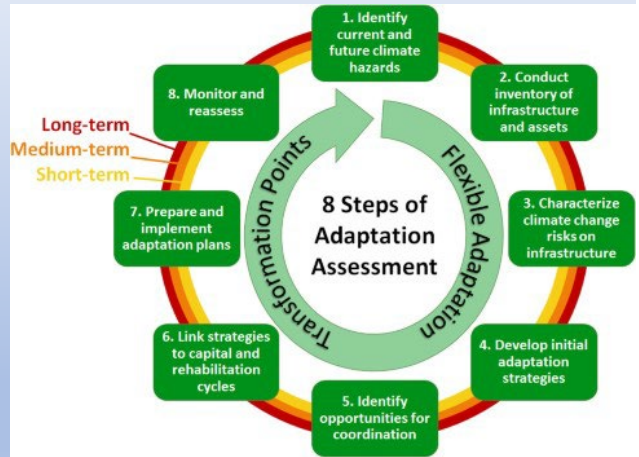 1. Identify
current and
future climate
hazards
2. Conduct
inventory of
infrastructure
and assets
3. Characterize
climate change
risks on
infrastructure
4. Develop initial
adaptation
strategies
5. Identify
opportunities for
coordination
6. Link strategies
to capital and
rehabilitation
cycles
7. Prepare and
implement
adaptation plans
8. Monitor and
reassess
Long-term
Medium-term
Short-term
Transformation Points
Flexible Adaptation
8 Steps of
Adaptation
Assessment